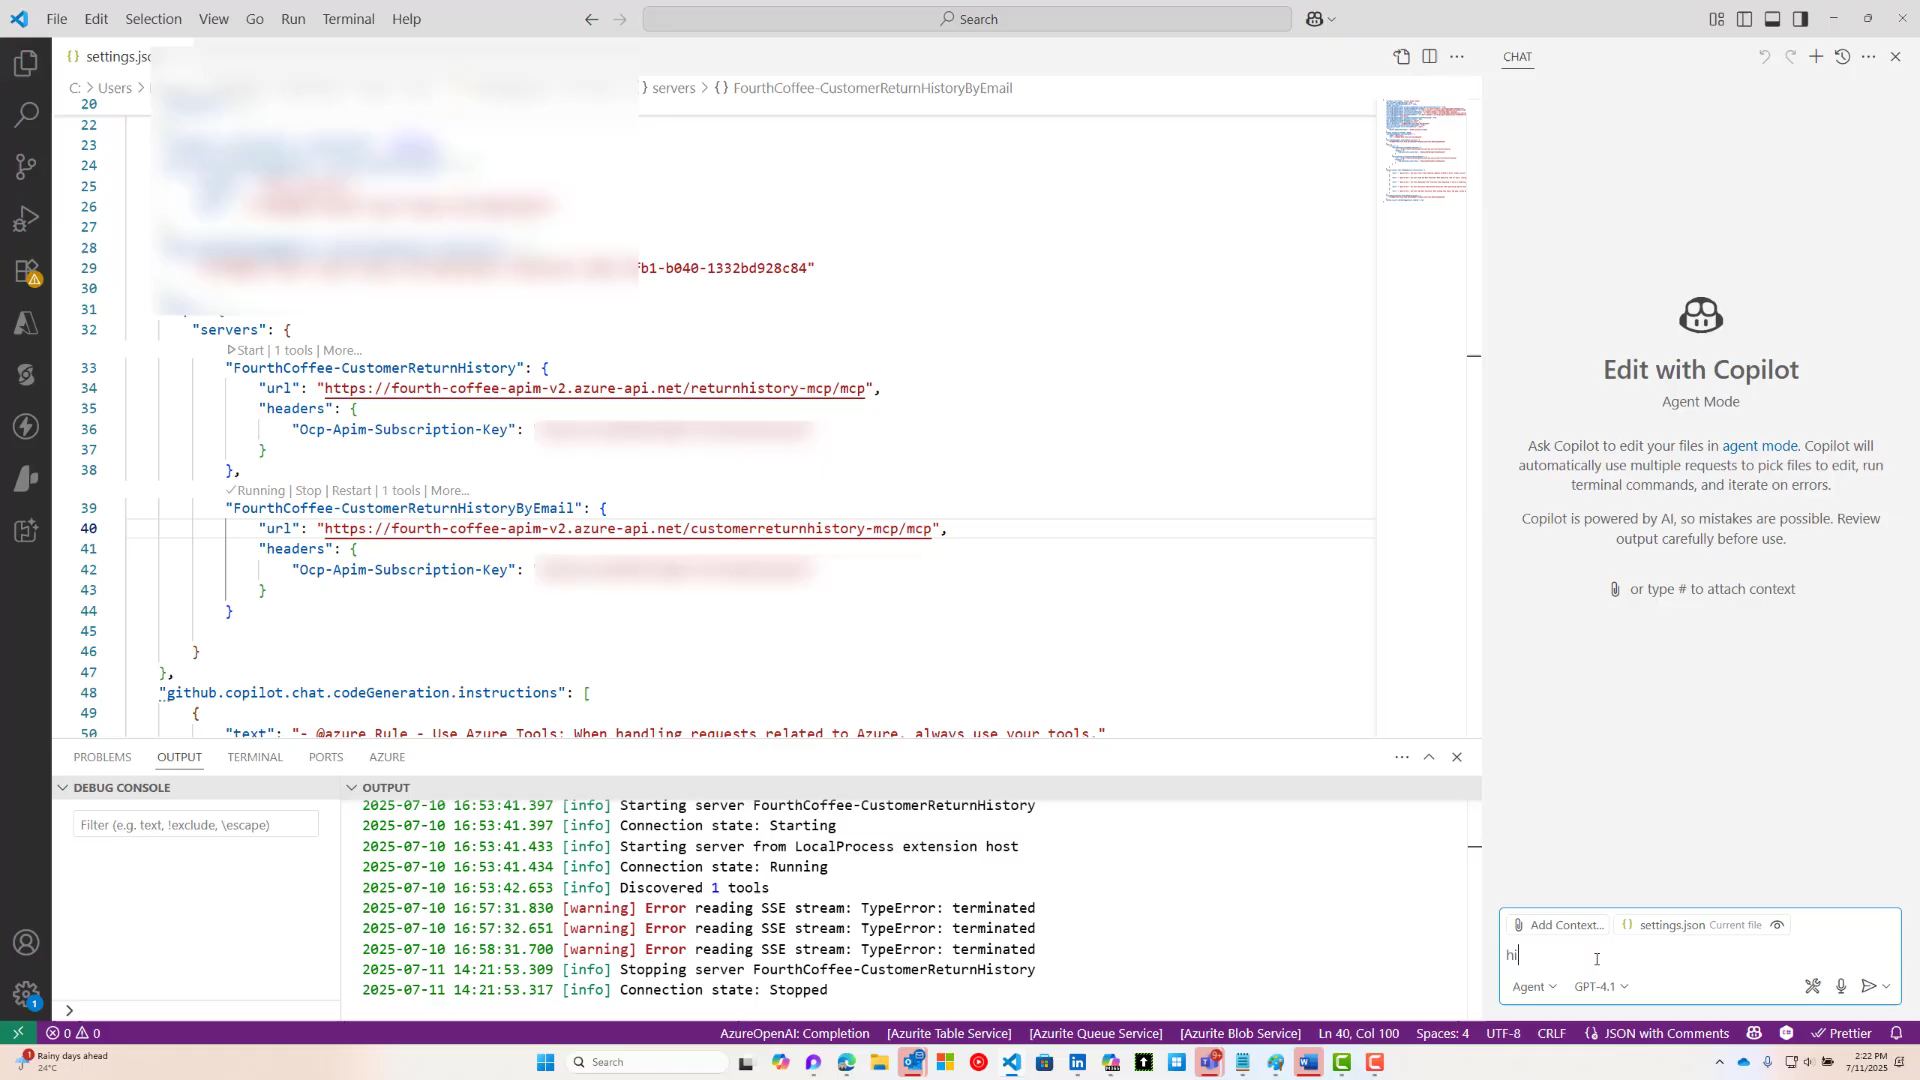 File Edit Selection View Go Run Terminal Help
Search
settings.jsc
CHAT
C: > Users >
servers > {} FourthCoffee-CustomerReturnHistoryByEmail
20
22
23
24
25
26
27
28
29 fb1-b040-1332bd928c84"
30
31
32 "servers": {
Start | 1 tools | More...
33 "FourthCoffee-CustomerReturnHistory": {
34 "url": "https://fourth-coffee-apim-v2.azure-api.net/returnhistory-mcp/mcp",
35 "headers": {
36 "Ocp-Apim-Subscription-Key":
37 }
38 },
✓Running | Stop | Restart | 1 tools | More...
39 "FourthCoffee-CustomerReturnHistoryByEmail": {
40 "url": "https://fourth-coffee-apim-v2.azure-api.net/customerreturnhistory-mcp/mcp",
41 "headers": {
42 "Ocp-Apim-Subscription-Key":
43 }
44 }
45
46 }
47 },
48 "github.copilot.chat.codeGeneration.instructions": [
49 {
50 "text": "- @azure Rule - Use Azure Tools: When handling requests related to Azure, always use your tools."
Edit with Copilot
Agent Mode
Ask Copilot to edit your files in agent mode. Copilot will
automatically use multiple requests to pick files to edit, run
terminal commands, and iterate on errors.
Copilot is powered by AI, so mistakes are possible. Review
output carefully before use.
or type # to attach context
PROBLEMS OUTPUT TERMINAL PORTS AZURE
DEBUG CONSOLE
Filter (e.g. text, !exclude, \escape)
OUTPUT
2025-07-10 16:53:41.397 [info] Starting server FourthCoffee-CustomerReturnHistory
2025-07-10 16:53:41.397 [info] Connection state: Starting
2025-07-10 16:53:41.433 [info] Starting server from LocalProcess extension host
2025-07-10 16:53:41.434 [info] Connection state: Running
2025-07-10 16:53:42.653 [info] Discovered 1 tools
2025-07-10 16:57:31.830 [warning] Error reading SSE stream: TypeError: terminated
2025-07-10 16:57:32.651 [warning] Error reading SSE stream: TypeError: terminated
2025-07-10 16:58:31.700 [warning] Error reading SSE stream: TypeError: terminated
2025-07-11 14:21:53.309 [info] Stopping server FourthCoffee-CustomerReturnHistory
2025-07-11 14:21:53.317 [info] Connection state: Stopped
Add Context... {} settings.json Current file
hi
Agent GPT-4.1
0 0
AzureOpenAI: Completion [Azurite Table Service] [Azurite Queue Service] [Azurite Blob Service] Ln 40, Col 100 Spaces: 4 UTF-8 CRLF {} JSON with Comments Prettier
1
Rainy days ahead
24°C
Search
9+
2:22 PM
7/11/2025